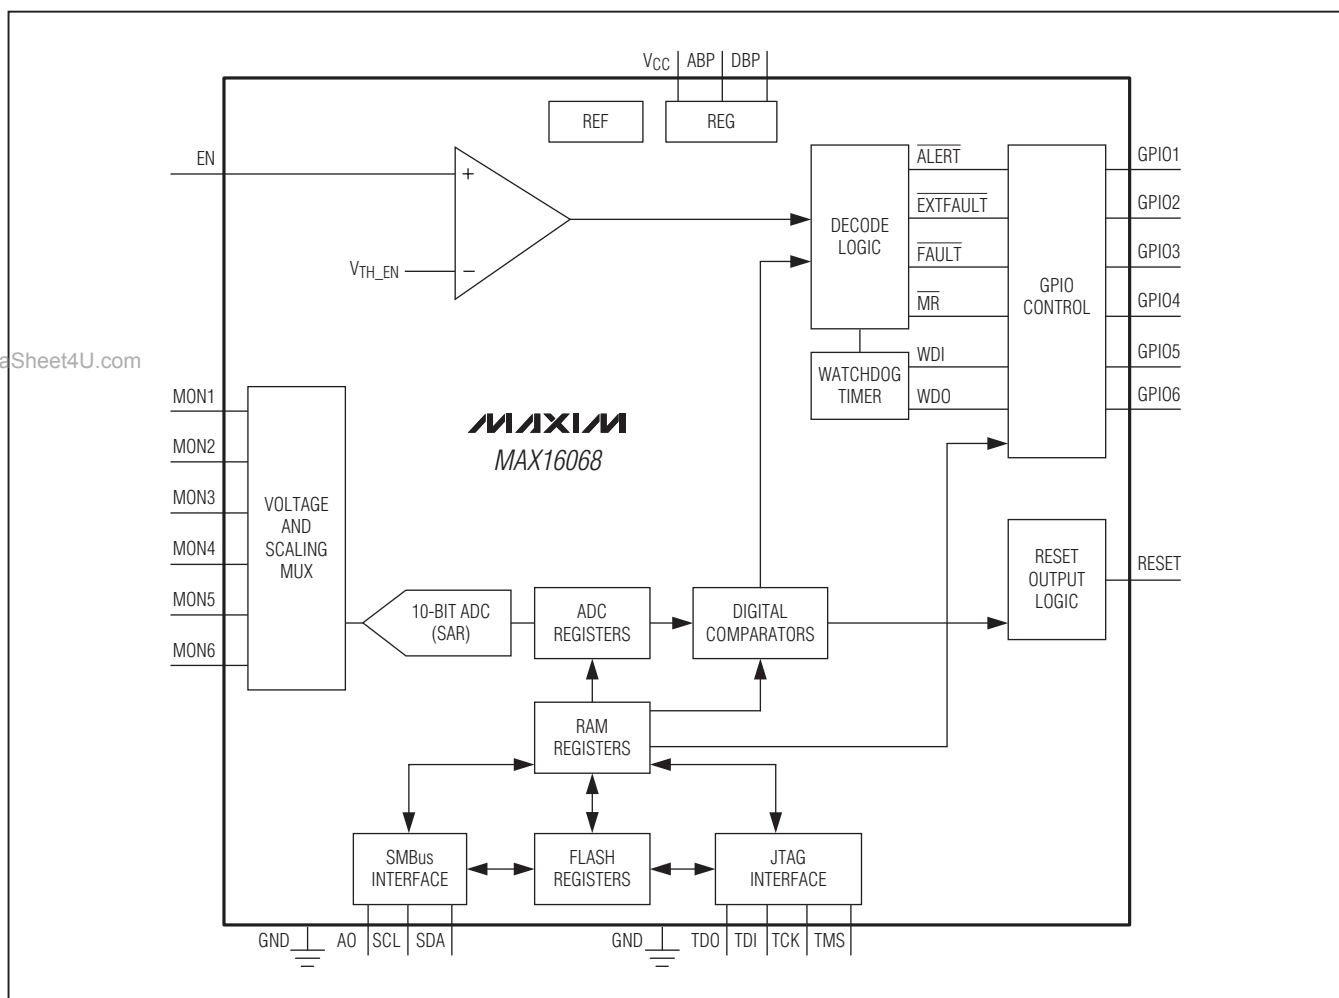 VCC ABP DBP
REF
REG
EN
+
VTH_EN
−
DECODE
LOGIC
ALERT
EXTFAULT
FAULT
MR
WDI
WDO
WATCHDOG
TIMER
GPIO
CONTROL
GPIO1
GPIO2
GPIO3
GPIO4
GPIO5
GPIO6
aSheet4U.com
MON1
MON2
MON3
MON4
MON5
MON6
VOLTAGE
AND
SCALING
MUX
MAXIM
MAX16068
10-BIT ADC
(SAR)
ADC
REGISTERS
DIGITAL
COMPARATORS
RESET
OUTPUT
LOGIC
RESET
RAM
REGISTERS
SMBus
INTERFACE
FLASH
REGISTERS
JTAG
INTERFACE
GND
A0 SCL SDA
GND
TDO TDI TCK TMS